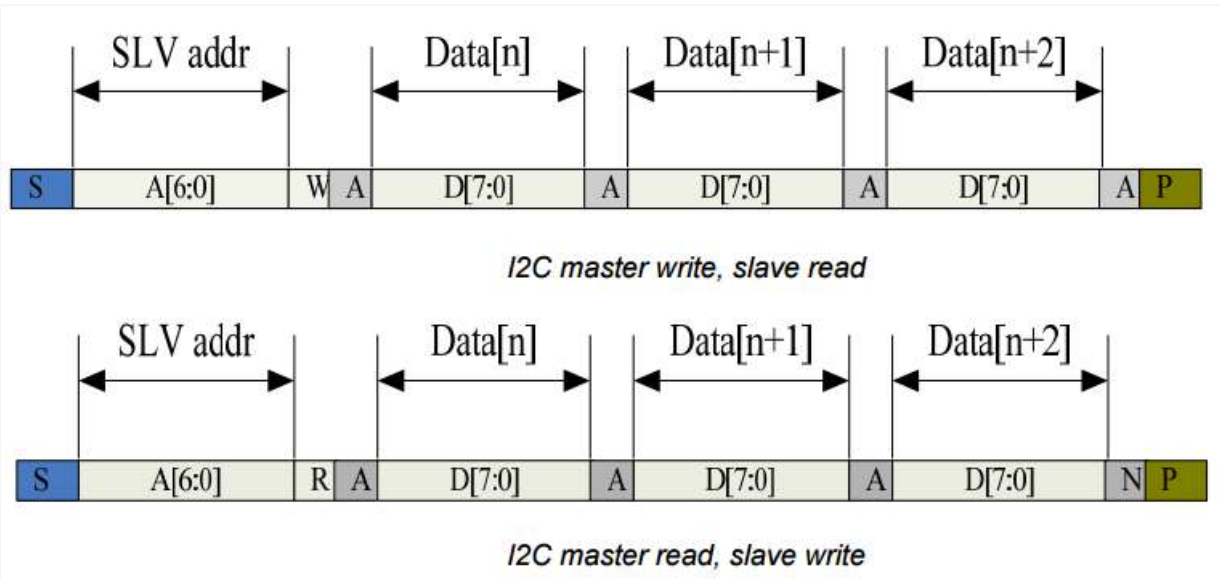 SLV addr Data[n] Data[n+1] Data[n+2]
S A[6:0] W A D[7:0] A D[7:0] A D[7:0] A P
I2C master write, slave read
SLV addr Data[n] Data[n+1] Data[n+2]
S A[6:0] R A D[7:0] A D[7:0] A D[7:0] N P
I2C master read, slave write